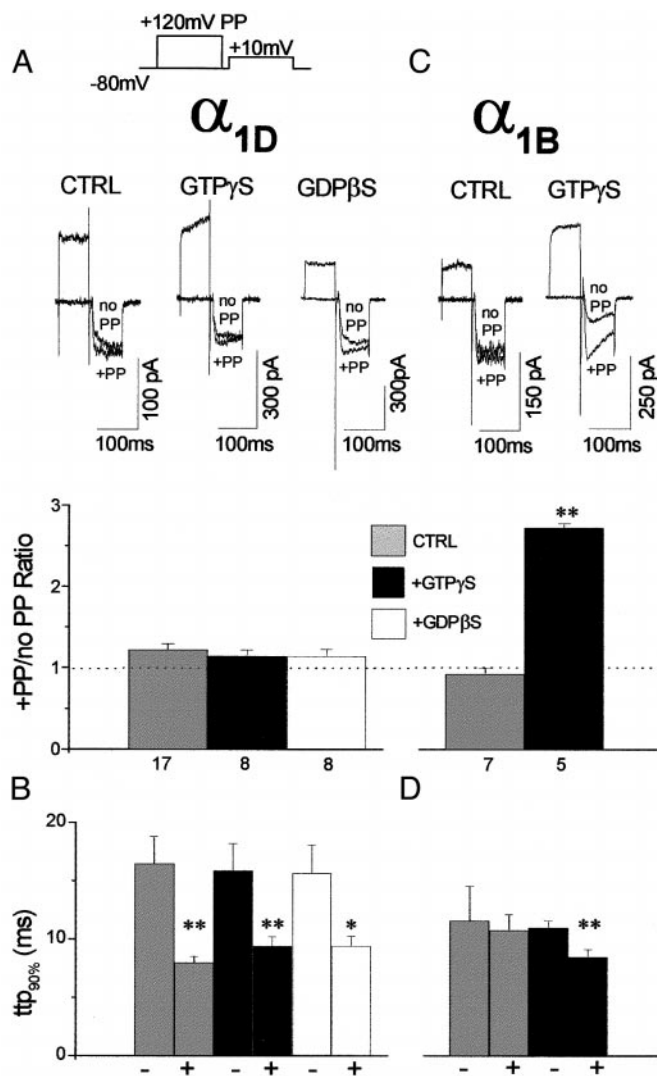 +120mV PP
+10mV
-80mV
A
C
α1D
α1B
CTRL
GTPγS
GDPβS
CTRL
GTPγS
no
PP
+PP
no
PP
+PP
no
PP
+PP
no
PP
+PP
no
PP
+PP
100 pA
300 pA
300pA
150 pA
250 pA
100ms
100ms
100ms
100ms
100ms
+PP/no PP Ratio
3
2
1
0
CTRL
+GTPγS
+GDPβS
**
17
8
8
7
5
B
D
ttp90% (ms)
20
10
0
**
**
*
**
- + - + - +
- + - +